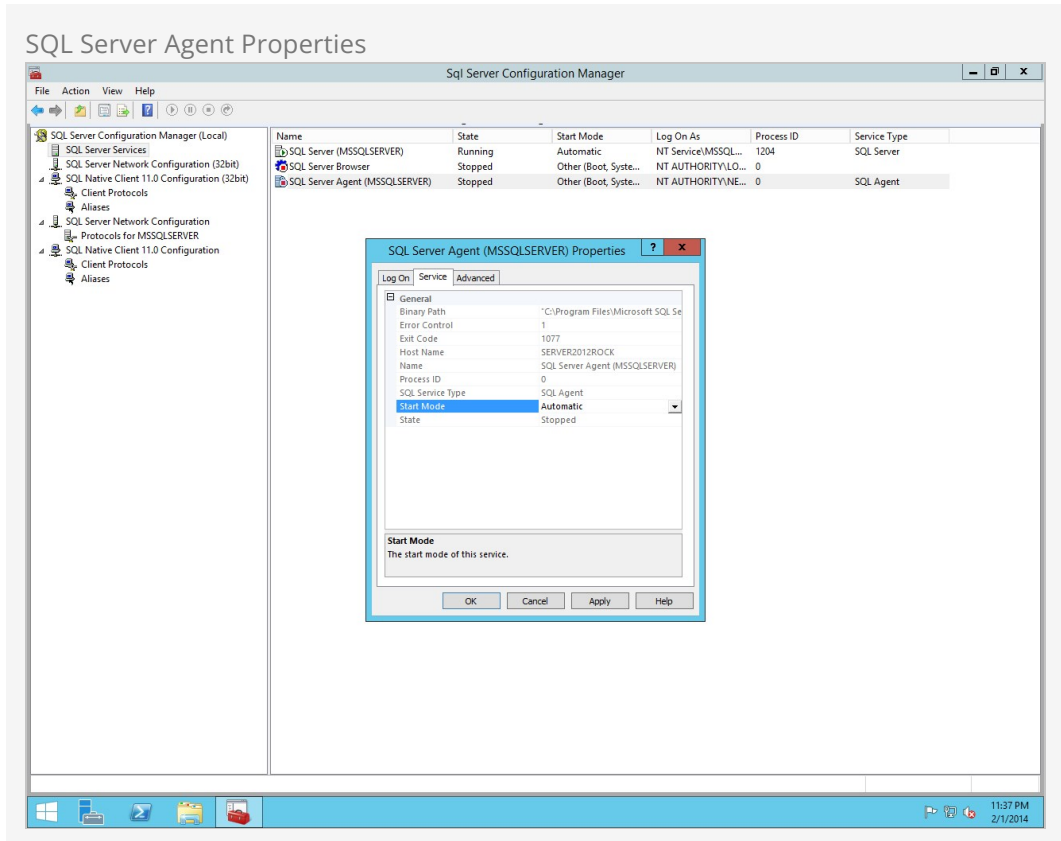 SQL Server Agent Properties
Sql Server Configuration Manager
File Action View Help
SQL Server Configuration Manager (Local)
SQL Server Services
SQL Server Network Configuration (32bit)
SQL Native Client 11.0 Configuration (32bit)
Client Protocols
Aliases
SQL Server Network Configuration
Protocols for MSSQLSERVER
SQL Native Client 11.0 Configuration
Client Protocols
Aliases
Name State Start Mode Log On As Process ID Service Type
SQL Server (MSSQLSERVER) Running Automatic NT Service\MSSQL... 1204 SQL Server
SQL Server Browser Stopped Other (Boot, Syste... NT AUTHORITY\LO... 0
SQL Server Agent (MSSQLSERVER) Stopped Other (Boot, Syste... NT AUTHORITY\NE... 0 SQL Agent
SQL Server Agent (MSSQLSERVER) Properties ? x
Log On Service Advanced
General
Binary Path "C:\Program Files\Microsoft SQL Se
Error Control 1
Exit Code 1077
Host Name SERVER2012ROCK
Name SQL Server Agent (MSSQLSERVER)
Process ID 0
SQL Service Type SQL Agent
Start Mode Automatic
State Stopped
Start Mode
The start mode of this service.
OK Cancel Apply Help
11:37 PM
2/1/2014